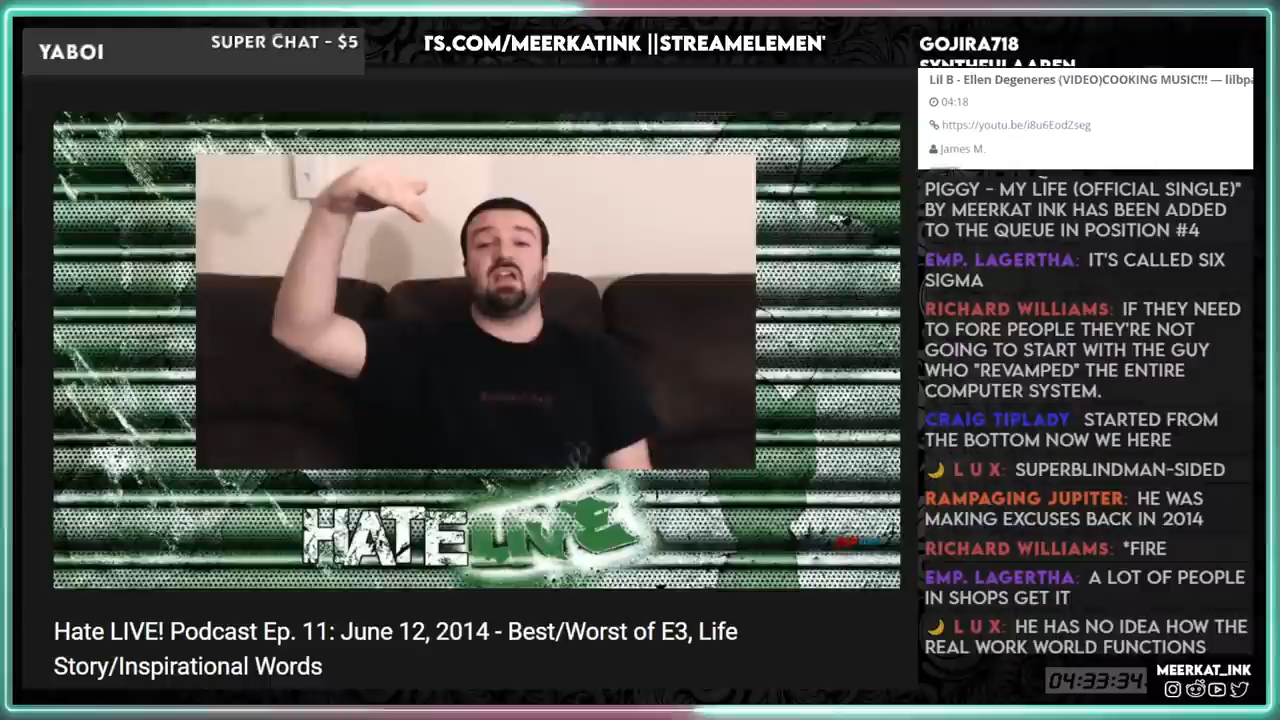 YABOI
SUPER CHAT - $5
TS.COM/MEERKATINK ||STREAMELEMEN
GOJIRA718
Lil B - Ellen Degeneres (VIDEO)COOKING MUSIC!!! — lilbpa
04:18
https://youtu.be/i8u6EodZseg
James M.
PIGGY - MY LIFE (OFFICIAL SINGLE)"
BY MEERKAT INK HAS BEEN ADDED
TO THE QUEUE IN POSITION #4
EMP. LAGERTHA: IT'S CALLED SIX
SIGMA
RICHARD WILLIAMS: IF THEY NEED
TO FORE PEOPLE THEY'RE NOT
GOING TO START WITH THE GUY
WHO "REVAMPED" THE ENTIRE
COMPUTER SYSTEM.
CRAIG TIPLADY STARTED FROM
THE BOTTOM NOW WE HERE
L U X: SUPERBLINDMAN-SIDED
RAMPAGING JUPITER: HE WAS
MAKING EXCUSES BACK IN 2014
RICHARD WILLIAMS: *FIRE
EMP. LAGERTHA: A LOT OF PEOPLE
IN SHOPS GET IT
L U X: HE HAS NO IDEA HOW THE
REAL WORK WORLD FUNCTIONS
HATE LIVE
Hate LIVE! Podcast Ep. 11: June 12, 2014 - Best/Worst of E3, Life
Story/Inspirational Words
04:33:34
MEERKAT_INK